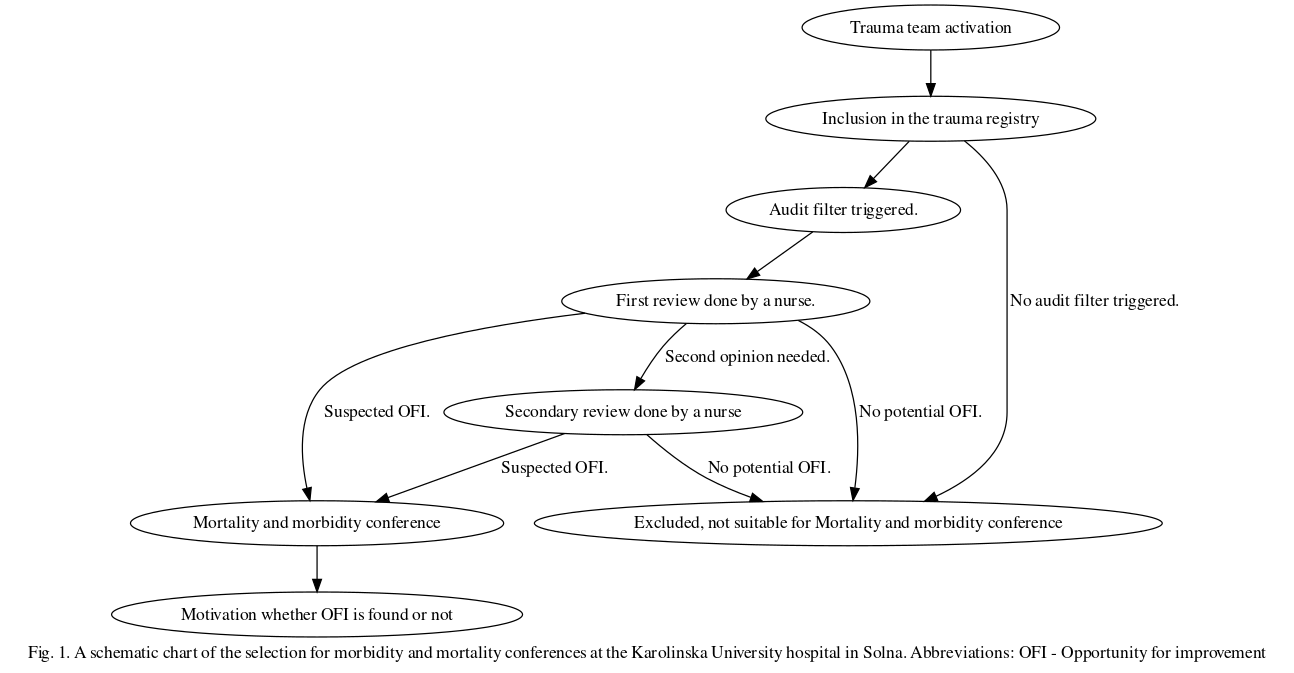 Trauma team activation
Inclusion in the trauma registry
Audit filter triggered.
First review done by a nurse.
No audit filter triggered.
Second opinion needed.
Suspected OFI.
Secondary review done by a nurse
No potential OFI.
Suspected OFI.
No potential OFI.
Mortality and morbidity conference
Excluded, not suitable for Mortality and morbidity conference
Motivation whether OFI is found or not
Fig. 1. A schematic chart of the selection for morbidity and mortality conferences at the Karolinska University hospital in Solna. Abbreviations: OFI - Opportunity for improvement